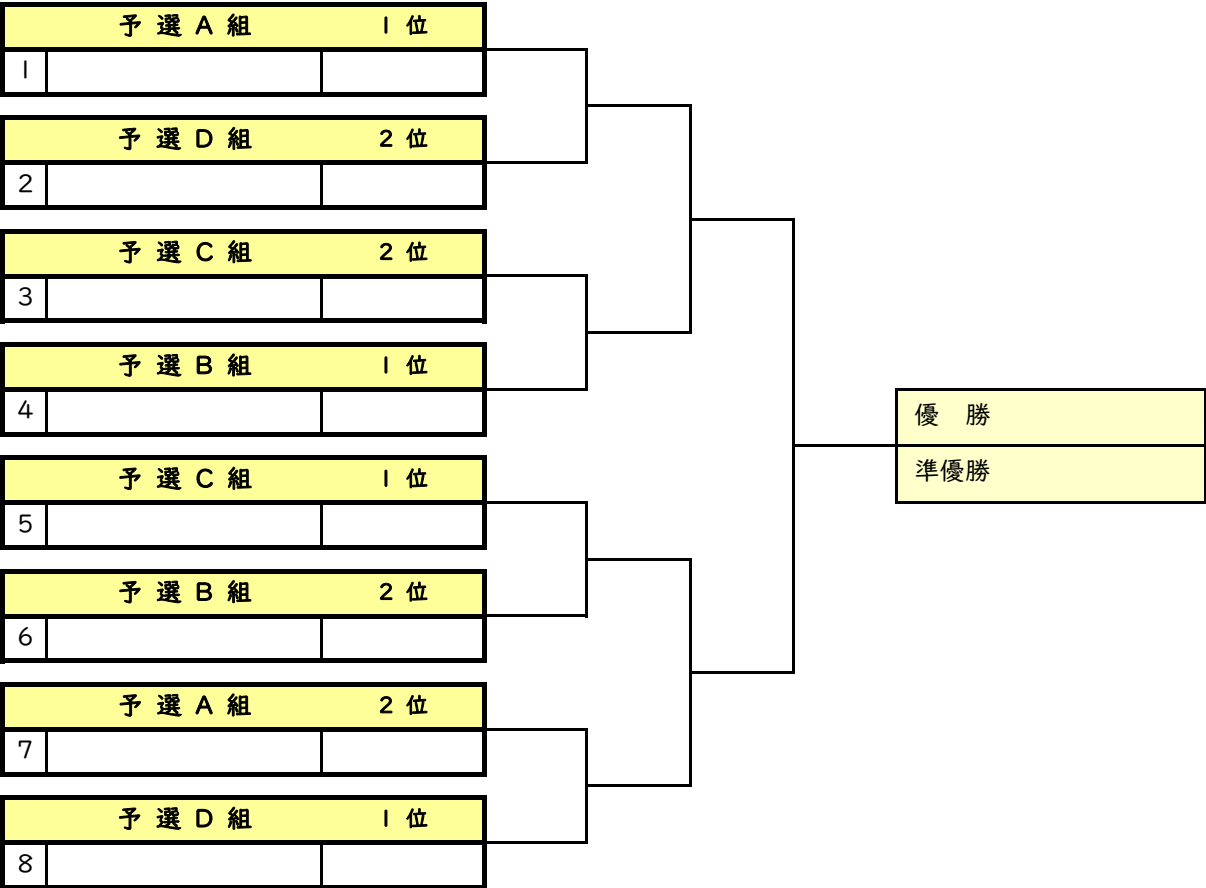 予 選 A 組 1 位
1
予 選 D 組 2 位
2
予 選 C 組 2 位
3
予 選 B 組 1 位
4
予 選 C 組 1 位
5
予 選 B 組 2 位
6
予 選 A 組 2 位
7
予 選 D 組 1 位
8
優　勝
準優勝